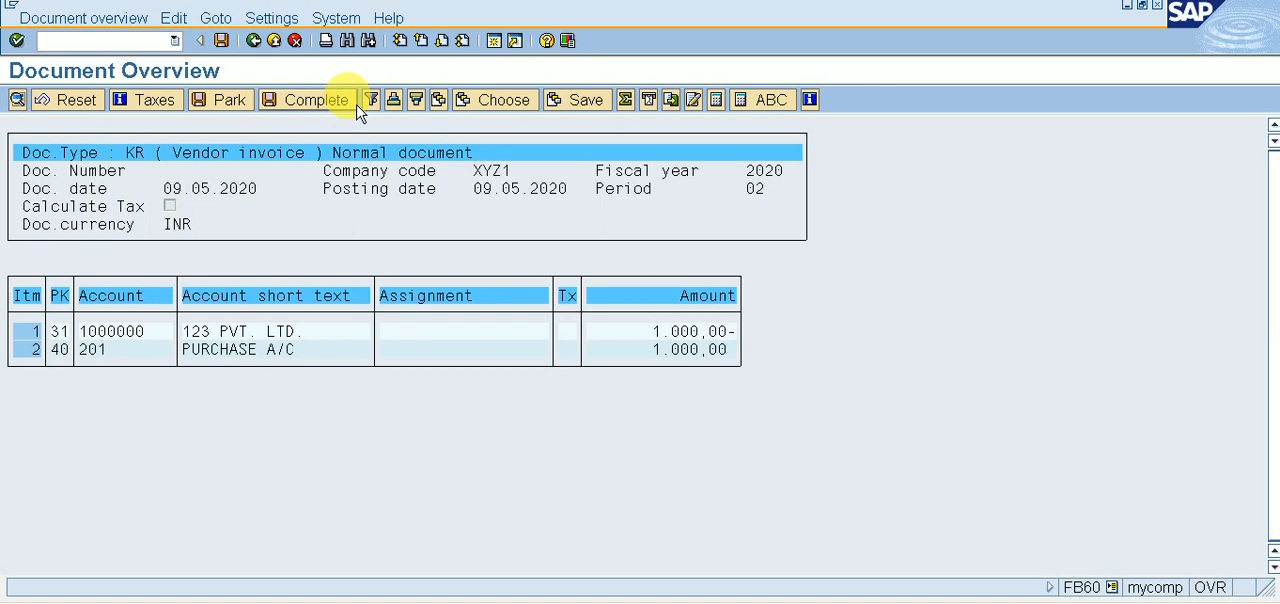 Document overview Edit Goto Settings System Help
SAP
Document Overview
Reset Taxes Park Complete Choose Save ABC
Doc.Type : KR ( Vendor invoice ) Normal document
Doc. Number Company code XYZ1 Fiscal year 2020
Doc. date 09.05.2020 Posting date 09.05.2020 Period 02
Calculate Tax
Doc.currency INR
Itm PK Account Account short text Assignment Tx Amount
1 31 1000000 123 PVT. LTD. 1.000,00-
2 40 201 PURCHASE A/C 1.000,00
FB60 mycomp OVR